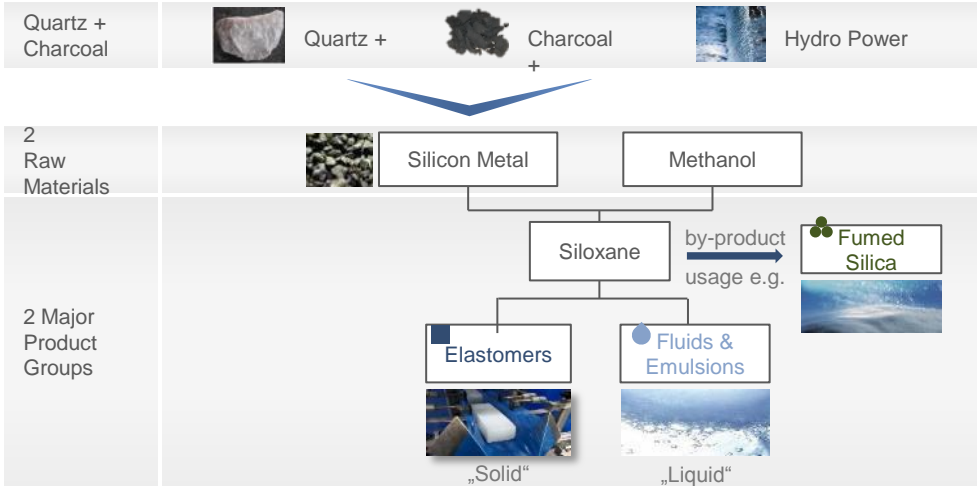 Quartz +
Charcoal
Quartz +
Charcoal
+
Hydro Power
2
Raw
Materials
Silicon Metal
Methanol
2 Major
Product
Groups
Siloxane
by-product
usage e.g.
Fumed
Silica
Elastomers
Fluids &
Emulsions
„Solid“
„Liquid“